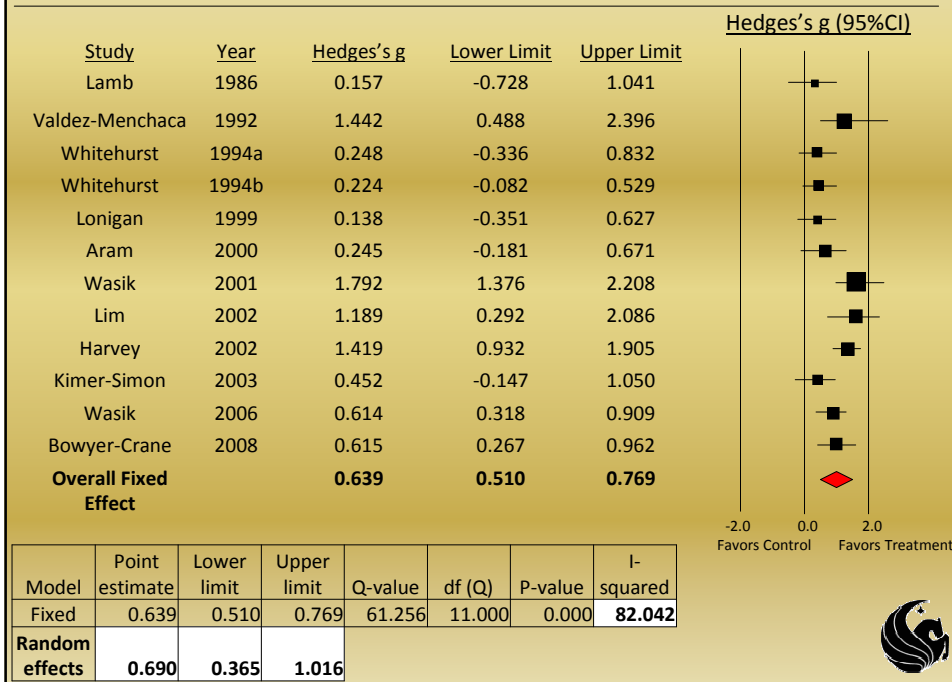 Hedges's g (95%CI)
Study Year Hedges's g Lower Limit Upper Limit
Lamb 1986 0.157 -0.728 1.041
Valdez-Menchaca 1992 1.442 0.488 2.396
Whitehurst 1994a 0.248 -0.336 0.832
Whitehurst 1994b 0.224 -0.082 0.529
Lonigan 1999 0.138 -0.351 0.627
Aram 2000 0.245 -0.181 0.671
Wasik 2001 1.792 1.376 2.208
Lim 2002 1.189 0.292 2.086
Harvey 2002 1.419 0.932 1.905
Kimer-Simon 2003 0.452 -0.147 1.050
Wasik 2006 0.614 0.318 0.909
Bowyer-Crane 2008 0.615 0.267 0.962
Overall Fixed 0.639 0.510 0.769
Effect
-2.0 0.0 2.0
Favors Control Favors Treatment
Point Lower Upper I-
Model estimate limit limit Q-value df (Q) P-value squared
Fixed 0.639 0.510 0.769 61.256 11.000 0.000 82.042
Random
effects 0.690 0.365 1.016